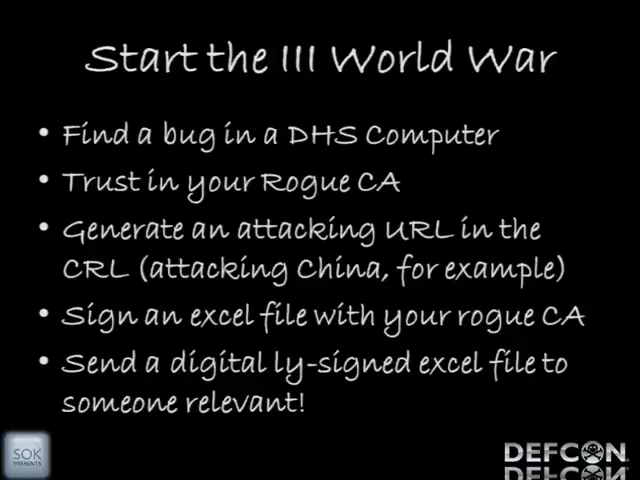 Start the III World War
• Find a bug in a DHS Computer
• Trust in your Rogue CA
• Generate an attacking URL in the
CRL (attacking China, for example)
• Sign an excel file with your rogue CA
• Send a digital ly-signed excel file to
someone relevant!
SOK
PRESENTS
DEFCON